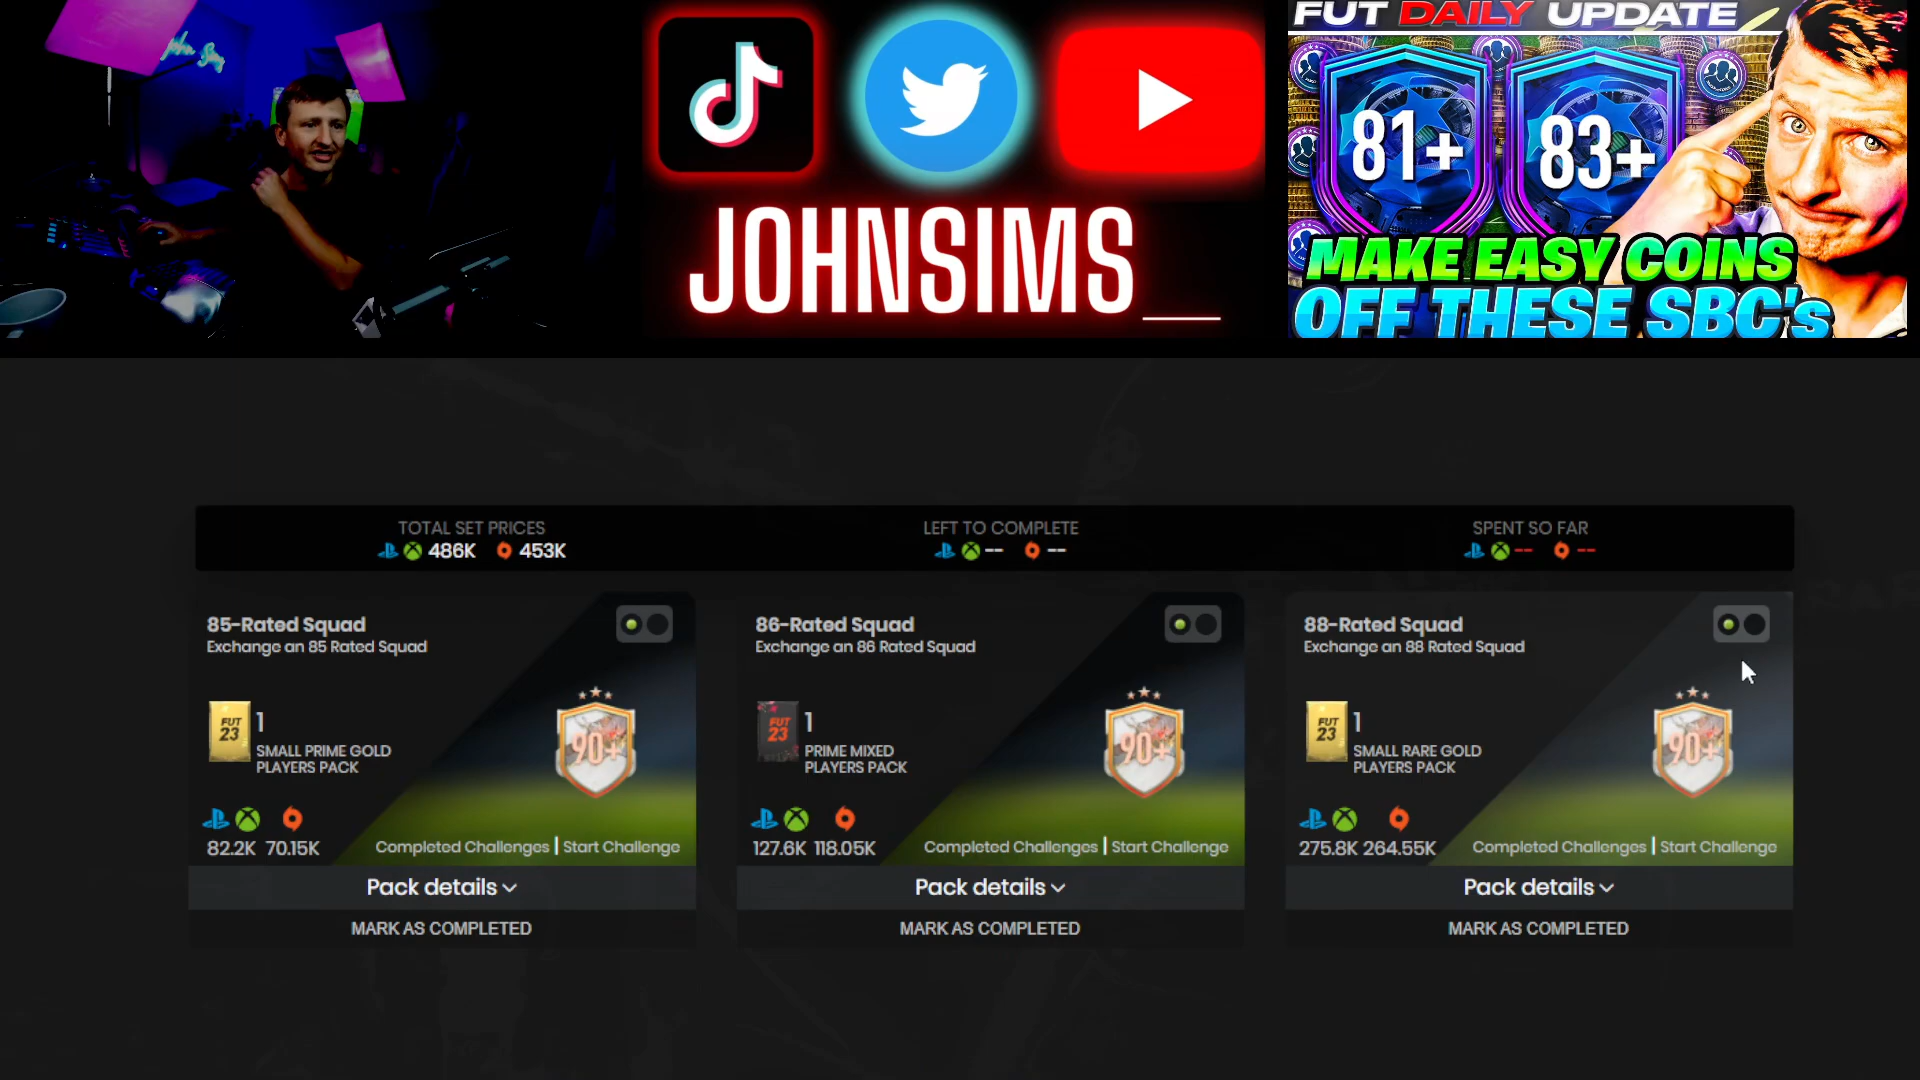 John Sims
JOHNSIMS__
FUT DAILY UPDATE
81+
83+
MAKE EASY COINS
OFF THESE SBC's
TOTAL SET PRICES
486K 453K
LEFT TO COMPLETE
-- --
SPENT SO FAR
-- --
85-Rated Squad
Exchange an 85 Rated Squad
FUT 23
1
SMALL PRIME GOLD
PLAYERS PACK
90+
82.2K 70.15K
Completed Challenges | Start Challenge
Pack details
MARK AS COMPLETED
86-Rated Squad
Exchange an 86 Rated Squad
FUT 23
1
PRIME MIXED
PLAYERS PACK
90+
127.6K 118.05K
Completed Challenges | Start Challenge
Pack details
MARK AS COMPLETED
88-Rated Squad
Exchange an 88 Rated Squad
FUT 23
1
SMALL RARE GOLD
PLAYERS PACK
90+
275.8K 264.55K
Completed Challenges | Start Challenge
Pack details
MARK AS COMPLETED